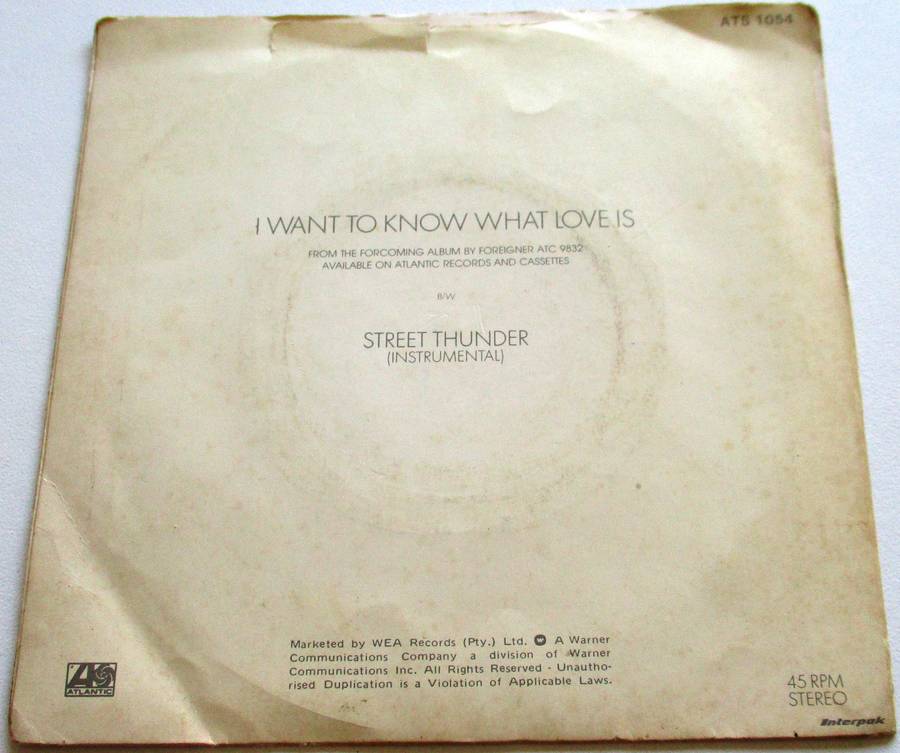 ATS 1054
I WANT TO KNOW WHAT LOVE IS
FROM THE FORCOMING ALBUM BY FOREIGNER ATC 9832
AVAILABLE ON ATLANTIC RECORDS AND CASSETTES
B/W
STREET THUNDER
(INSTRUMENTAL)
Marketed by WEA Records (Pty.) Ltd. A Warner
Communications Company a division of Warner
Communications Inc. All Rights Reserved - Unautho-
rised Duplication is a Violation of Applicable Laws.
ATLANTIC
45 RPM
STEREO
Interpak